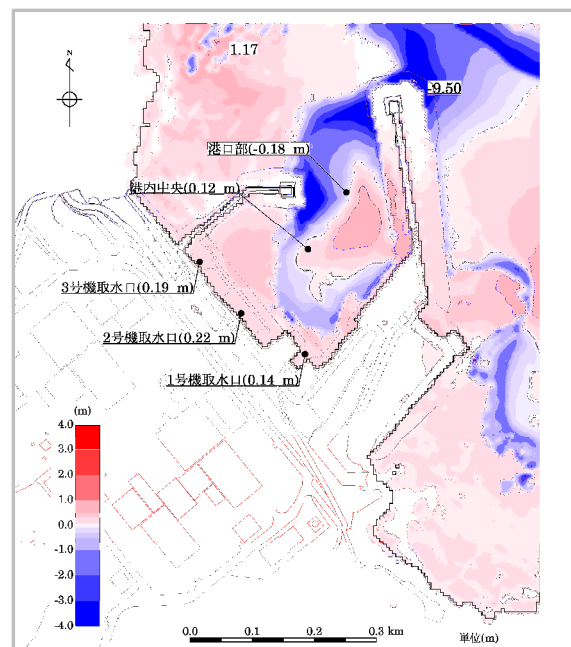 N
1.17
-9.50
港口部(-0.18 m)
港内中央(0.12 m)
3号機取水口(0.19 m)
2号機取水口(0.22 m)
1号機取水口(0.14 m)
(m)
4.0
3.0
2.0
1.0
0.0
-1.0
-2.0
-3.0
-4.0
0.0 0.1 0.2 0.3 km
単位(m)